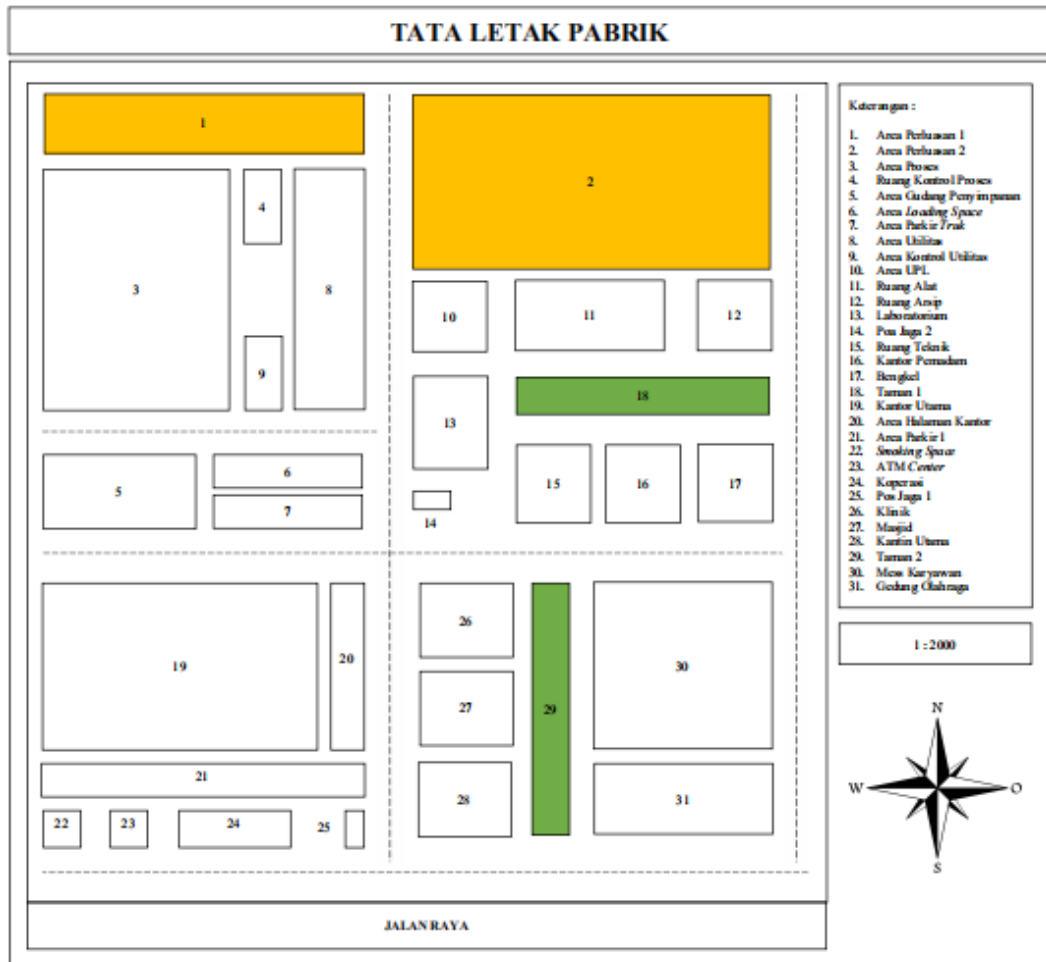 TATA LETAK PABRIK
1
2
3
4
8
9
10
11
12
13
18
5
6
7
14
15
16
17
19
20
26
27
29
30
21
28
31
22
23
24
25
JALAN RAYA
Keterangan :
1. Area Perluasan 1
2. Area Perluasan 2
3. Area Proses
4. Ruang Kontrol Proses
5. Area Gudang Penyimpanan
6. Area Loading Space
7. Area Parkir Truk
8. Area Utilitas
9. Area Kontrol Utilitas
10. Area UPL
11. Ruang Alat
12. Ruang Arsip
13. Laboratorium
14. Pos Jaga 2
15. Ruang Teknik
16. Kantor Pemadam
17. Bengkel
18. Taman 1
19. Kantor Utama
20. Area Halaman Kantor
21. Area Parkir 1
22. Smoking Space
23. ATM Center
24. Koperasi
25. Pos Jaga 1
26. Klinik
27. Masjid
28. Kantin Utama
29. Taman 2
30. Mess Karyawan
31. Gedung Olahraga
1 : 2000
N
W
O
S